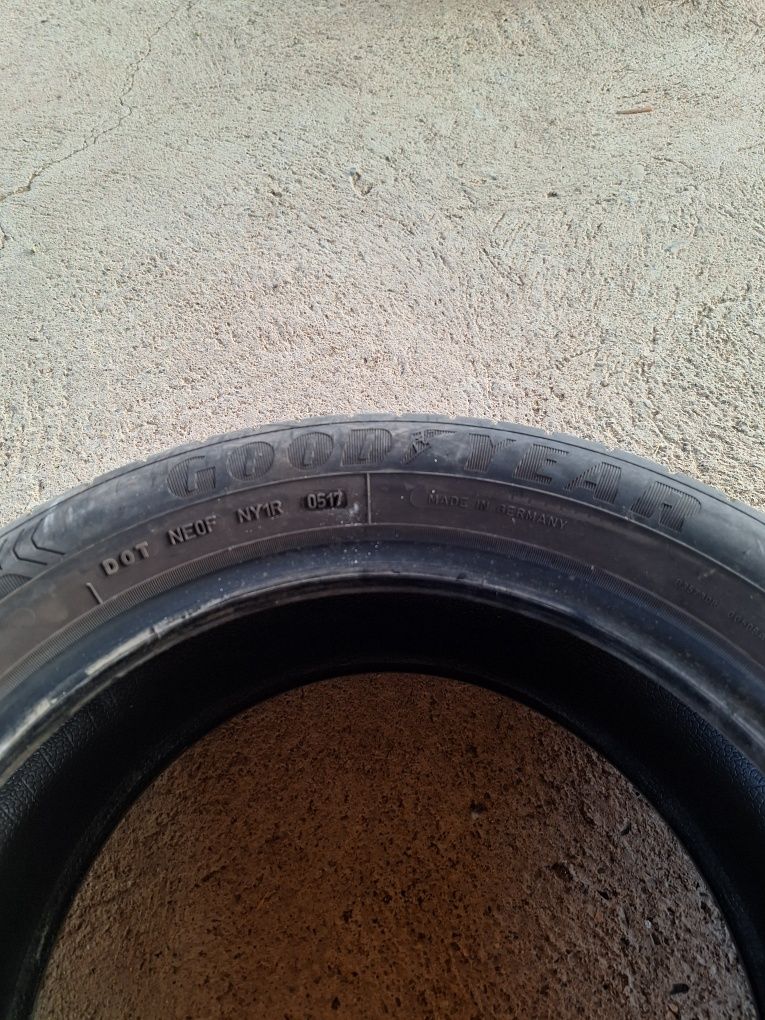 GOODYEAR
DOT NE0F NY1R 0517
MADE IN GERMANY